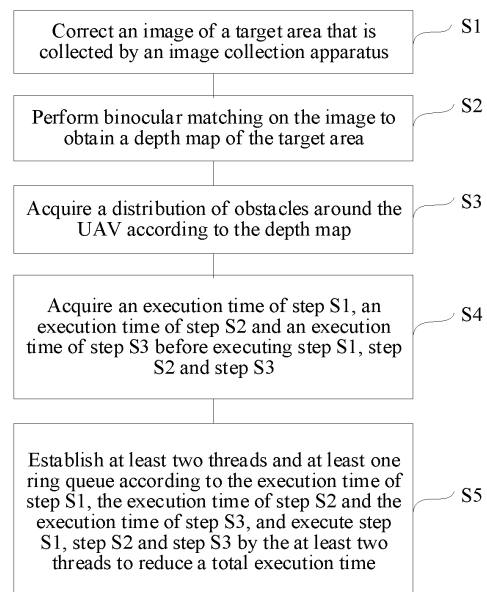 Correct an image of a target area that is
collected by an image collection apparatus
S1
Perform binocular matching on the image to
obtain a depth map of the target area
S2
Acquire a distribution of obstacles around the
UAV according to the depth map
S3
Acquire an execution time of step S1, an
execution time of step S2 and an execution
time of step S3 before executing step S1, step
S2 and step S3
S4
Establish at least two threads and at least one
ring queue according to the execution time of
step S1, the execution time of step S2 and the
execution time of step S3, and execute step
S1, step S2 and step S3 by the at least two
threads to reduce a total execution time
S5